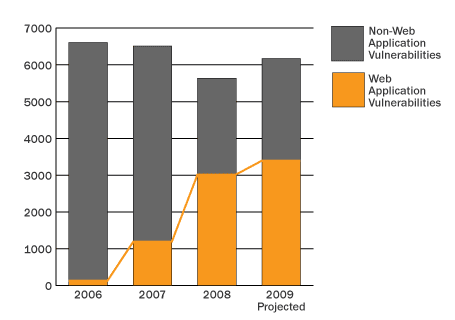 7000
6000
5000
4000
3000
2000
1000
0
2006
2007
2008
2009
Projected
Non-Web
Application
Vulnerabilities
Web
Application
Vulnerabilities